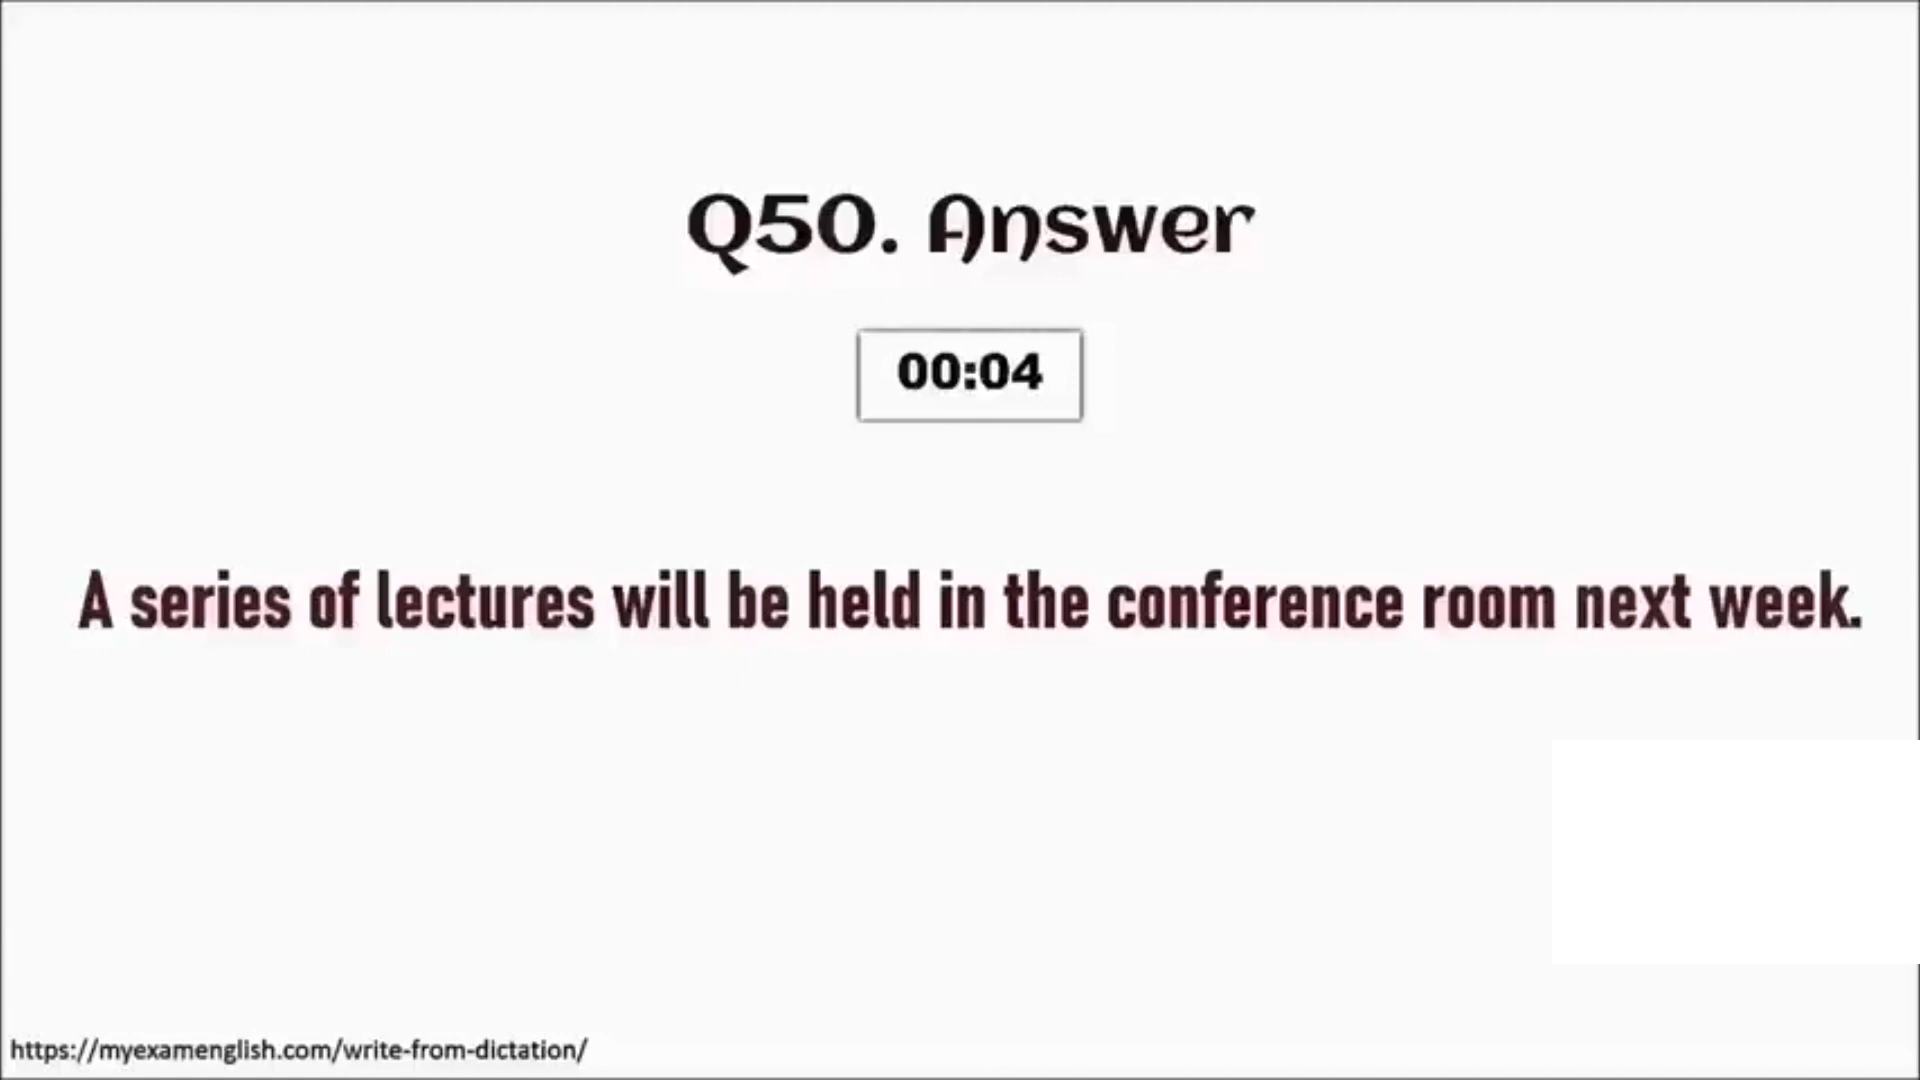 Q50. Answer
00:04
A series of lectures will be held in the conference room next week.
https://myexamenglish.com/write-from-dictation/